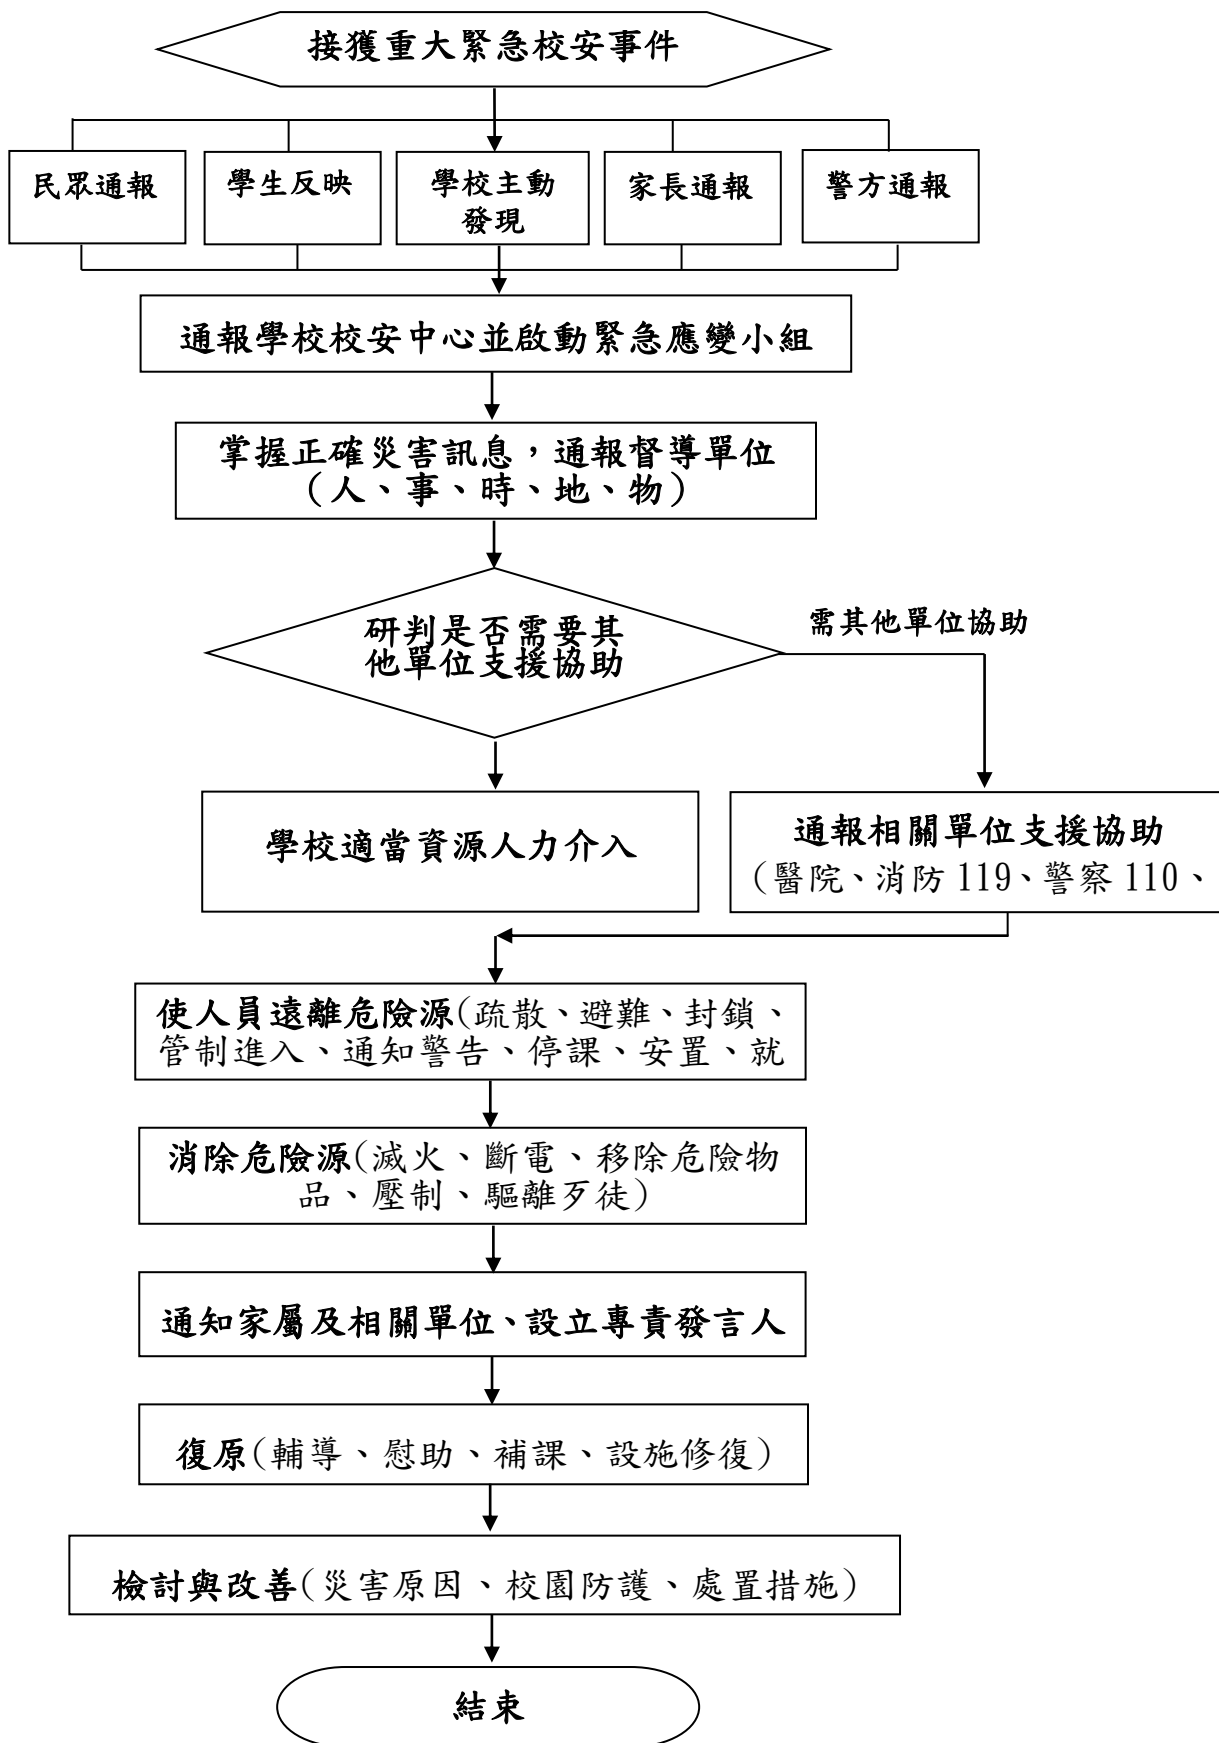 接獲重大緊急校安事件
民眾通報
學生反映
學校主動
發現
家長通報
警方通報
通報學校校安中心並啟動緊急應變小組
掌握正確災害訊息，通報督導單位
（人、事、時、地、物）
研判是否需要其
他單位支援協助
需其他單位協助
學校適當資源人力介入
通報相關單位支援協助
（醫院、消防 119、警察 110、
使人員遠離危險源(疏散、避難、封鎖、
管制進入、通知警告、停課、安置、就
消除危險源(滅火、斷電、移除危險物
品、壓制、驅離歹徒)
通知家屬及相關單位、設立專責發言人
復原(輔導、慰助、補課、設施修復)
檢討與改善(災害原因、校園防護、處置措施)
結束